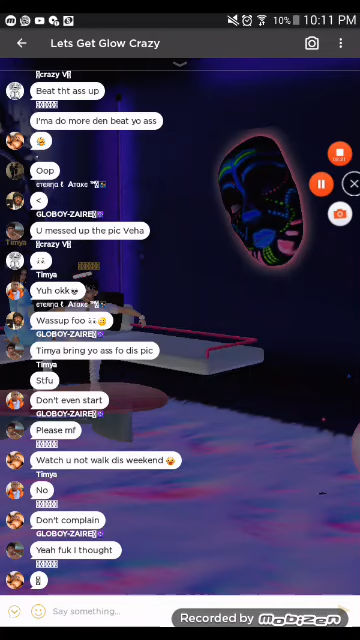 10% 10:11 PM
Lets Get Glow Crazy
crazy V
Beat tht ass up
I'ma do more den beat yo ass
Oop
<
GLOBOY-ZAIRE
U messed up the pic Veha
Timya
crazy V
Timya
Yuh okk
Wassup foo
GLOBOY-ZAIRE
Timya bring yo ass fo dis pic
Timya
Stfu
Don't even start
GLOBOY-ZAIRE
Please mf
Watch u not walk dis weekend
Timya
No
Don't complain
GLOBOY-ZAIRE
Yeah fuk I thought
Say something...
Recorded by MOBIZEN